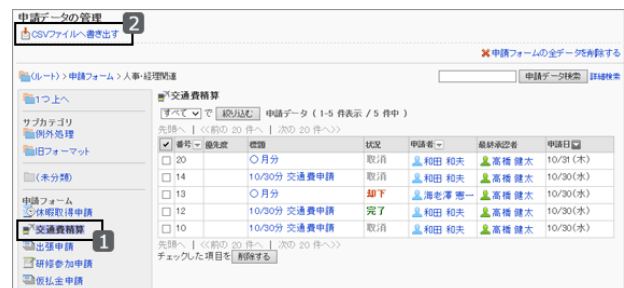 申請データの管理
CSVファイルへ書き出す
2
申請フォームの全データを削除する
(ルート) > 申請フォーム > 人事・経理関連
申請データ検索 詳細検索
1つ上へ
サブカテゴリ
例外処理
旧フォーマット
(未分類)
申請フォーム
休暇取得申請
交通費精算
1
出張申請
研修参加申請
仮払金申請
交通費精算
すべて で 絞り込む 申請データ ( 1-5 件表示 / 5 件中 )
先頭へ | <<前の 20 件へ | 次の 20 件へ>>
番号 優先度 標題 状況 申請者 最終承認者 申請日
20 ○月分 取消 和田 和夫 高橋 健太 10/31(木)
14 10/30分 交通費申請 取消 和田 和夫 高橋 健太 10/30(水)
13 ○月分 却下 海老澤 憲一 高橋 健太 10/30(水)
12 10/30分 交通費申請 完了 和田 和夫 高橋 健太 10/30(水)
10 10/30分 交通費申請 取消 和田 和夫 高橋 健太 10/30(水)
先頭へ | <<前の 20 件へ | 次の 20 件へ>>
チェックした項目を 削除する